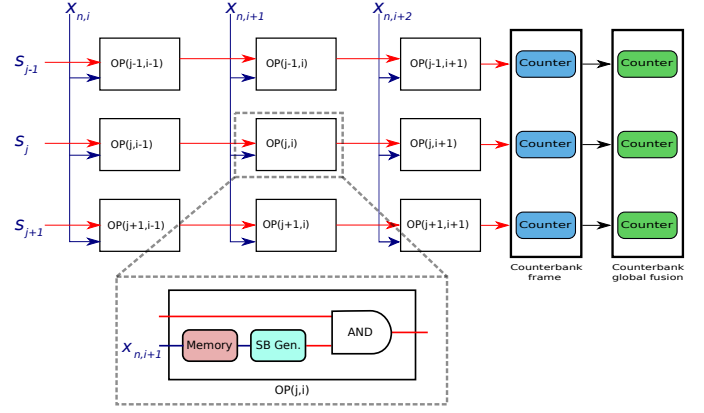 x n,i x n,i+1 x n,i+2
s j-1 OP(j-1,i-1) OP(j-1,i) OP(j-1,i+1) Counter Counter
s j OP(j,i-1) OP(j,i) OP(j,i+1) Counter Counter
s j+1 OP(j+1,i-1) OP(j+1,i) OP(j+1,i+1) Counter Counter
Counterbank frame
Counterbank global fusion
AND
x n,i+1 Memory SB Gen.
OP(j,i)